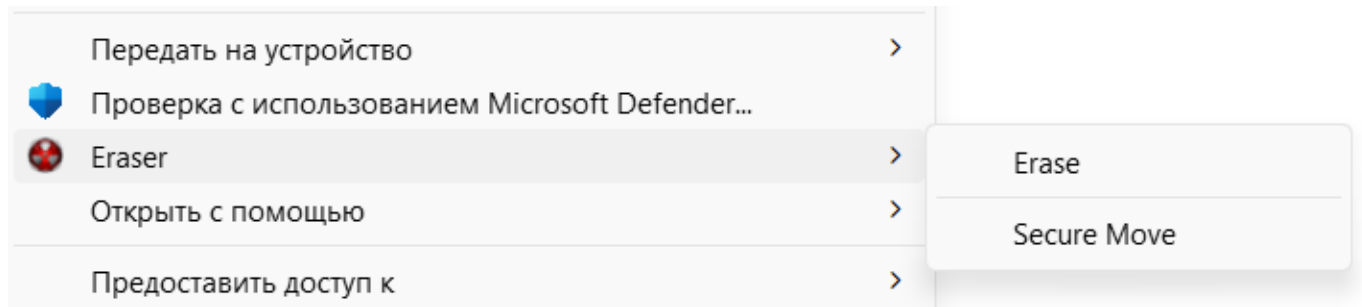 Передать на устройство
Проверка с использованием Microsoft Defender...
Eraser
Erase
Открыть с помощью
Secure Move
Предоставить доступ к